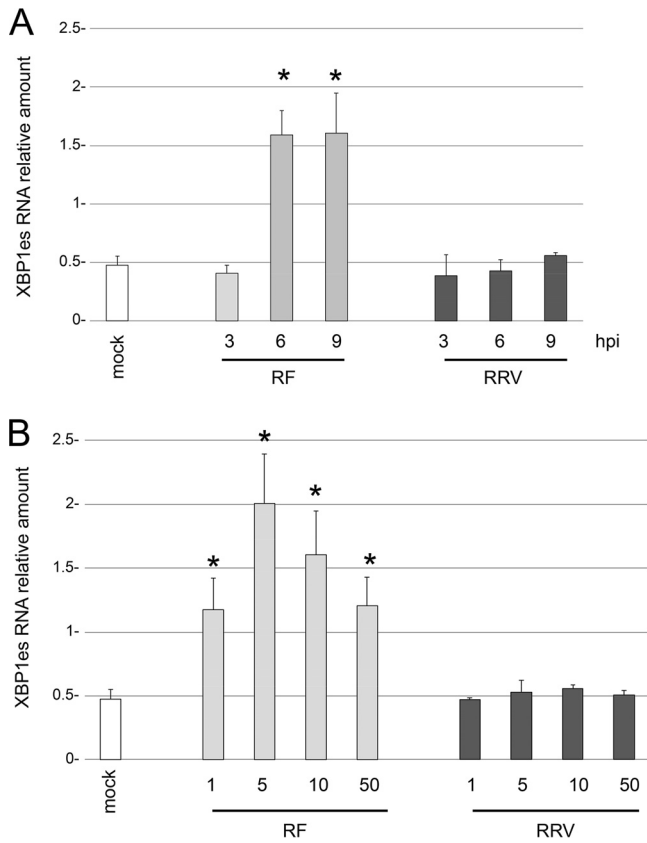 A
XBP1es RNA relative amount
2.5-
2-
1.5-
1-
0.5-
0-
* *
mock 3 6 9 3 6 9 hpi
RF RRV
B
XBP1es RNA relative amount
2.5-
2-
1.5-
1-
0.5-
0-
* * * *
mock 1 5 10 50 1 5 10 50
RF RRV